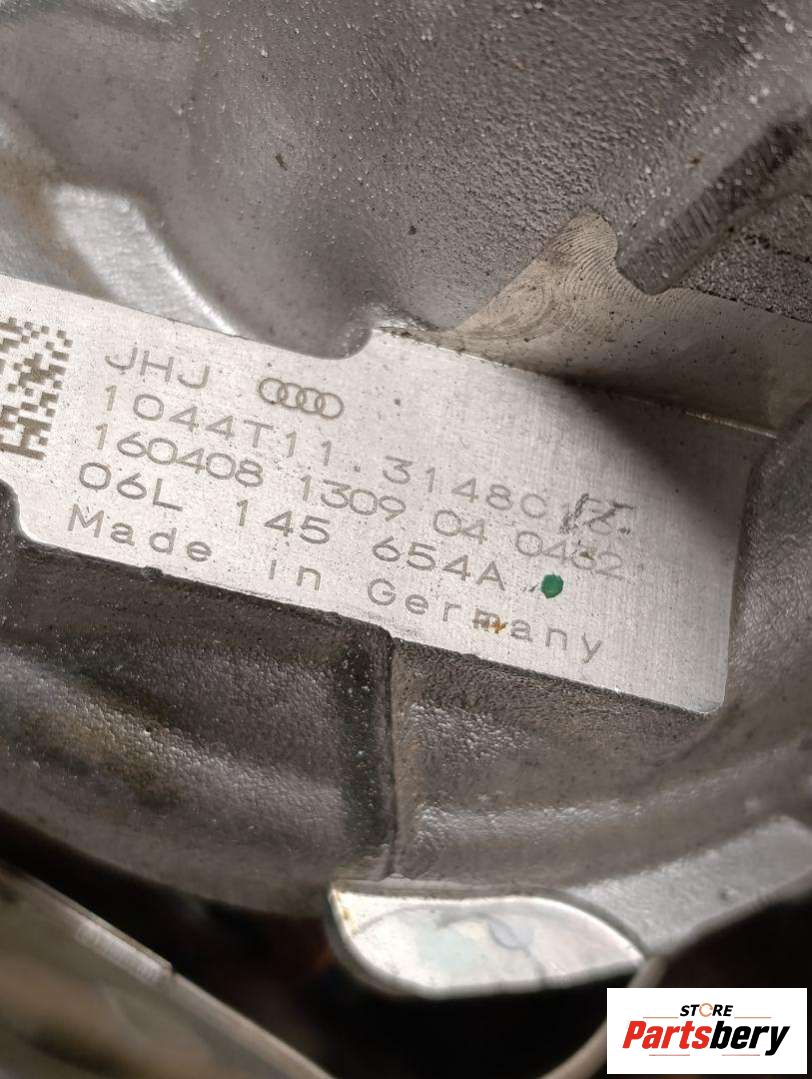 JHJ
1044T11.3148C
160408 1309 04 0432
06L 145 654A
Made in Germany
STORE
Partsbery